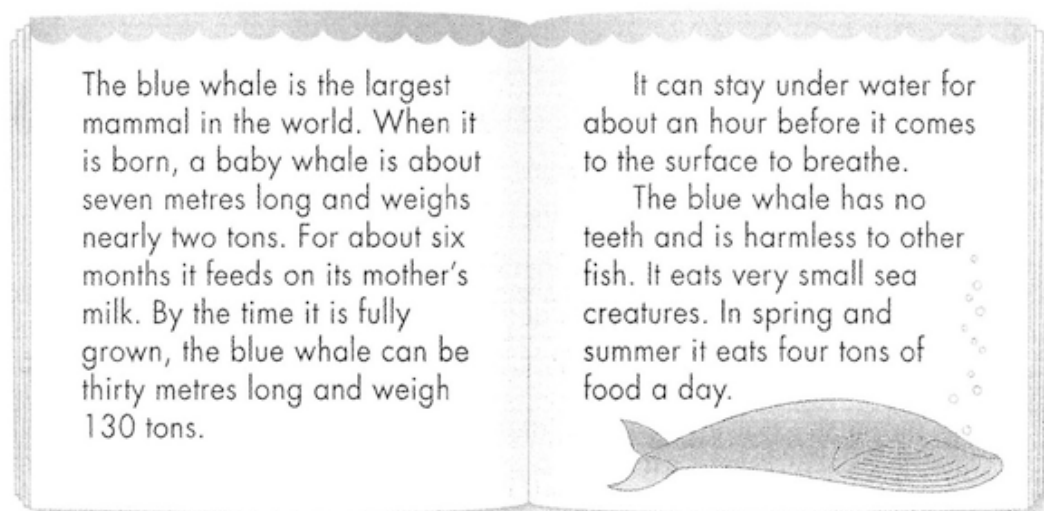 The blue whale is the largest
mammal in the world. When it
is born, a baby whale is about
seven metres long and weighs
nearly two tons. For about six
months it feeds on its mother's
milk. By the time it is fully
grown, the blue whale can be
thirty metres long and weigh
130 tons.
It can stay under water for
about an hour before it comes
to the surface to breathe.
The blue whale has no
teeth and is harmless to other
fish. It eats very small sea
creatures. In spring and
summer it eats four tons of
food a day.